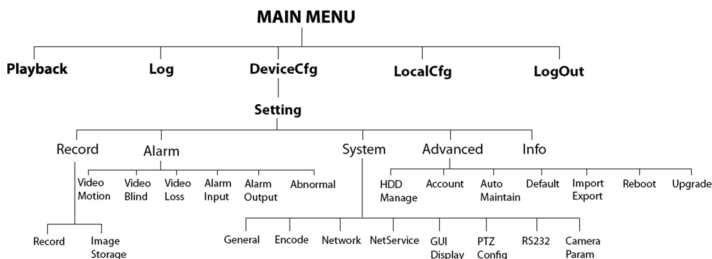 MAIN MENU
Playback Log DeviceCfg LocalCfg LogOut
Setting
Record Alarm System Advanced Info
Video Motion Video Blind Video Loss Alarm Input Alarm Output Abnormal
HDD Manage Account Auto Maintain Default Import Export Reboot Upgrade
Record Image Storage
General Encode Network NetService GUI Display PTZ Config RS232 Camera Param